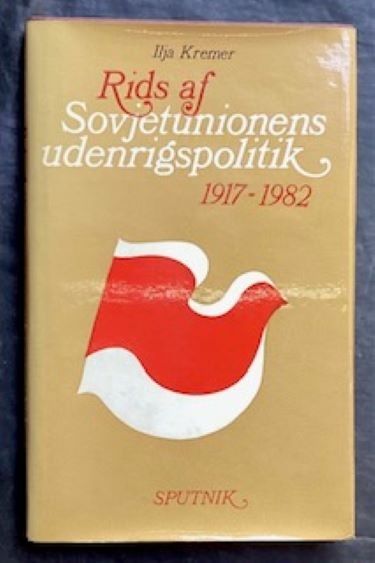 Ilja Kremer
Rids af
Sovjetunionens
udenrigspolitik
1917-1982
SPUTNIK